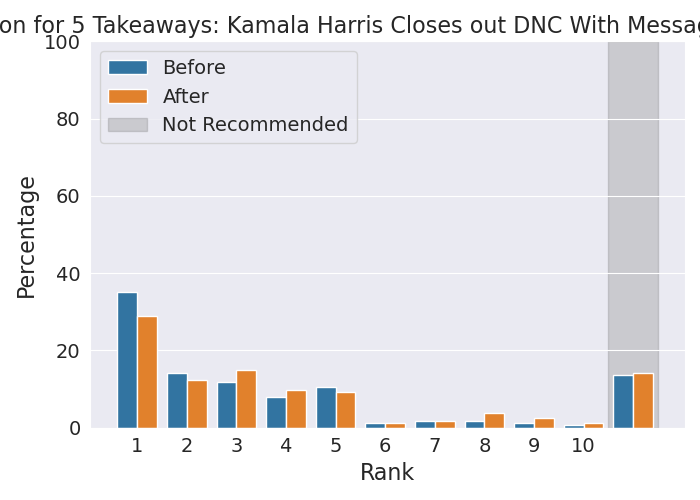 on for 5 Takeaways: Kamala Harris Closes out DNC With Messag
100
80
60
40
20
0
Percentage
Before
After
Not Recommended
1 2 3 4 5 6 7 8 9 10
Rank